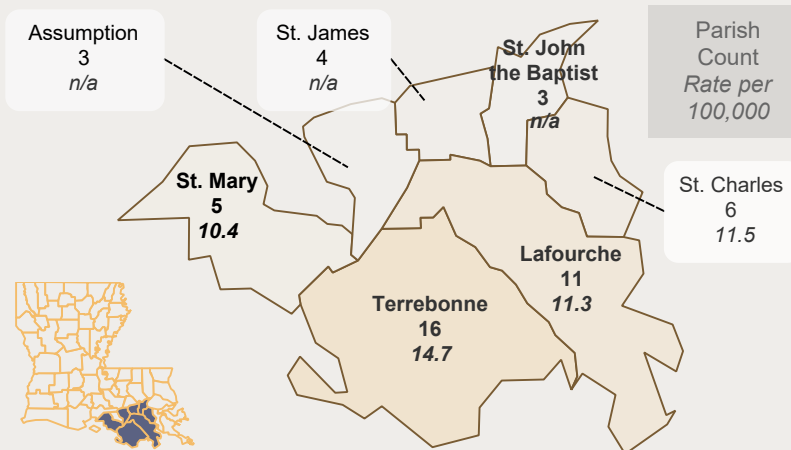 Assumption
3
n/a
St. James
4
n/a
St. John
the Baptist
3
n/a
Parish
Count
Rate per
100,000
St. Mary
5
10.4
St. Charles
6
11.5
Lafourche
11
11.3
Terrebonne
16
14.7